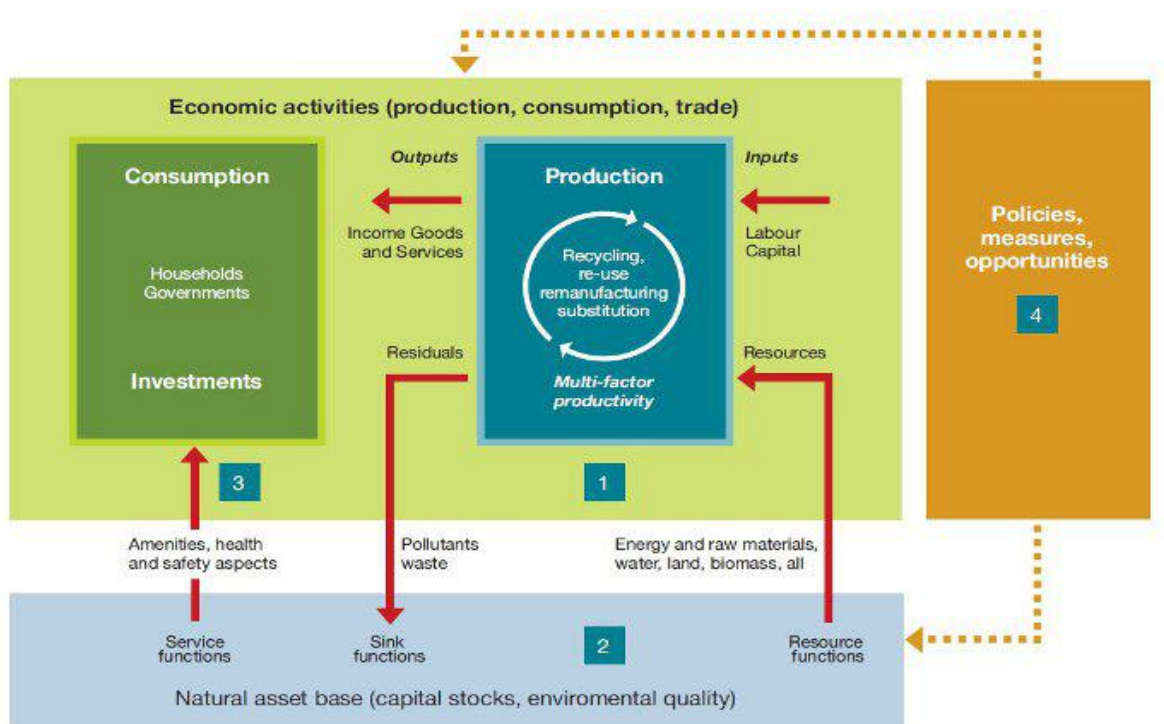 Economic activities (production, consumption, trade)
Consumption
Households
Governments
Investments
3
Outputs
Income Goods
and Services
Residuals
Production
Recycling,
re-use
remanufacturing
substitution
Multi-factor
productivity
1
Inputs
Labour
Capital
Resources
Policies,
measures,
opportunities
4
Amenities, health
and safety aspects
Pollutants
waste
Energy and raw materials,
water, land, biomass, all
Service
functions
Sink
functions
2
Resource
functions
Natural asset base (capital stocks, enviromental quality)